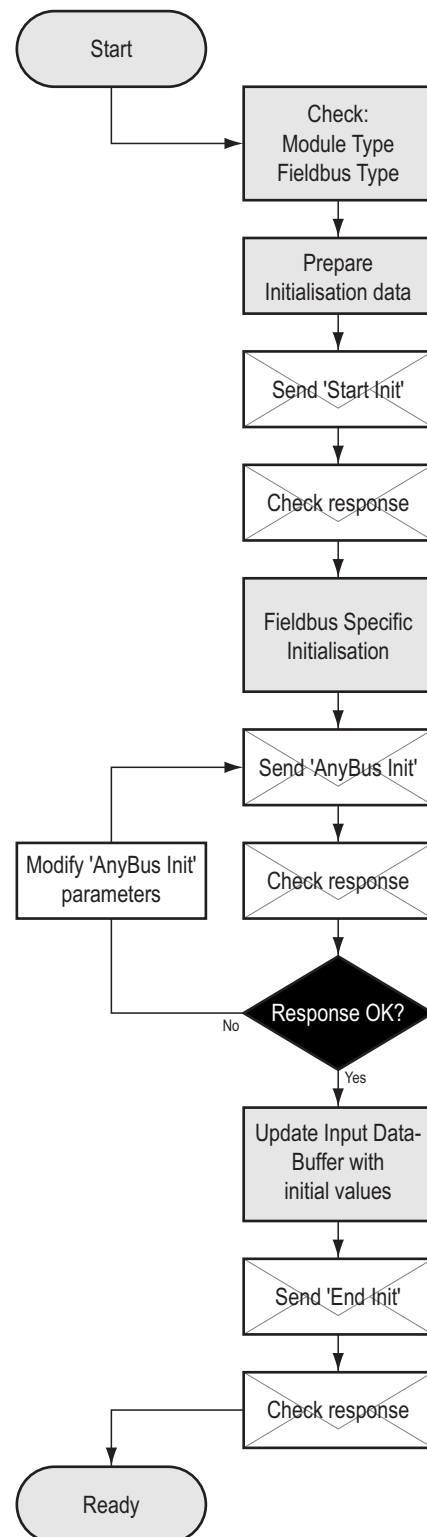 Start
Check:
Module Type
Fieldbus Type
Prepare
Initialisation data
Send 'Start Init'
Check response
Fieldbus Specific
Initialisation
Send 'AnyBus Init'
Modify 'AnyBus Init'
parameters
Check response
Response OK?
No
Yes
Update Input Data-
Buffer with
initial values
Send 'End Init'
Check response
Ready